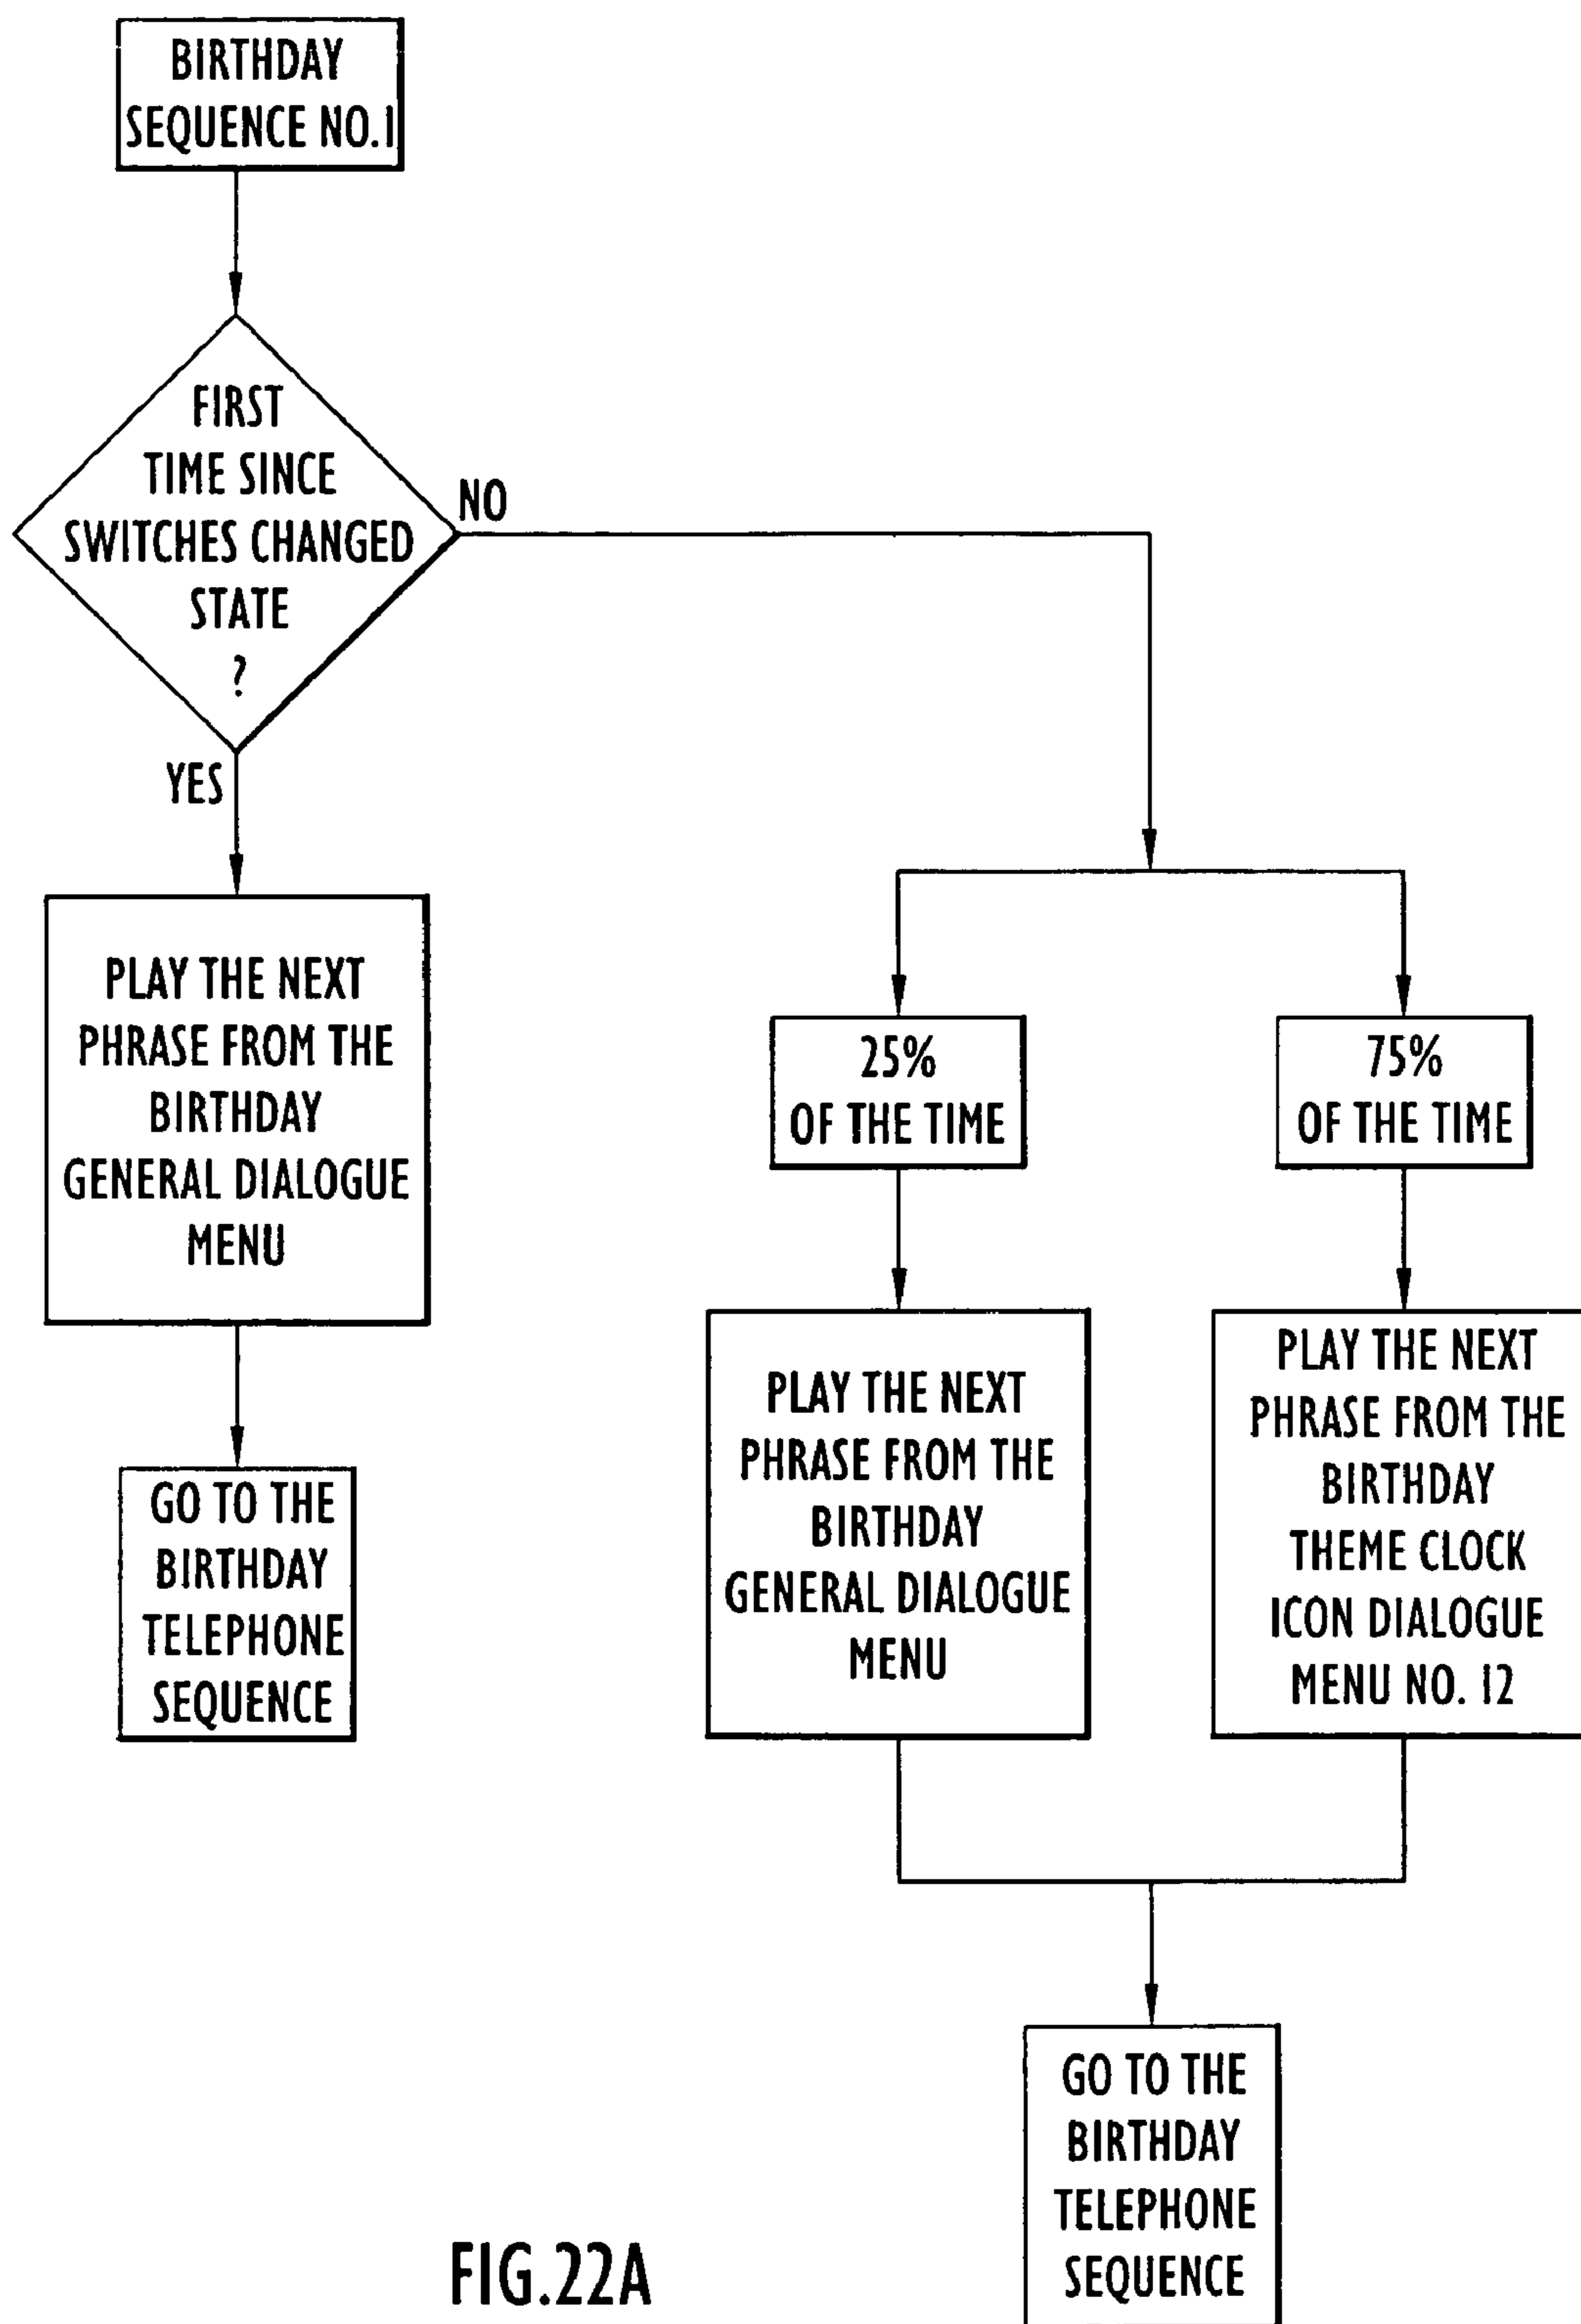 BIRTHDAY
SEQUENCE NO.1
FIRST
TIME SINCE
SWITCHES CHANGED
STATE
?
NO
YES
PLAY THE NEXT
PHRASE FROM THE
BIRTHDAY
GENERAL DIALOGUE
MENU
GO TO THE
BIRTHDAY
TELEPHONE
SEQUENCE
25%
OF THE TIME
75%
OF THE TIME
PLAY THE NEXT
PHRASE FROM THE
BIRTHDAY
GENERAL DIALOGUE
MENU
PLAY THE NEXT
PHRASE FROM THE
BIRTHDAY
THEME CLOCK
ICON DIALOGUE
MENU NO. 12
GO TO THE
BIRTHDAY
TELEPHONE
SEQUENCE
FIG.22A